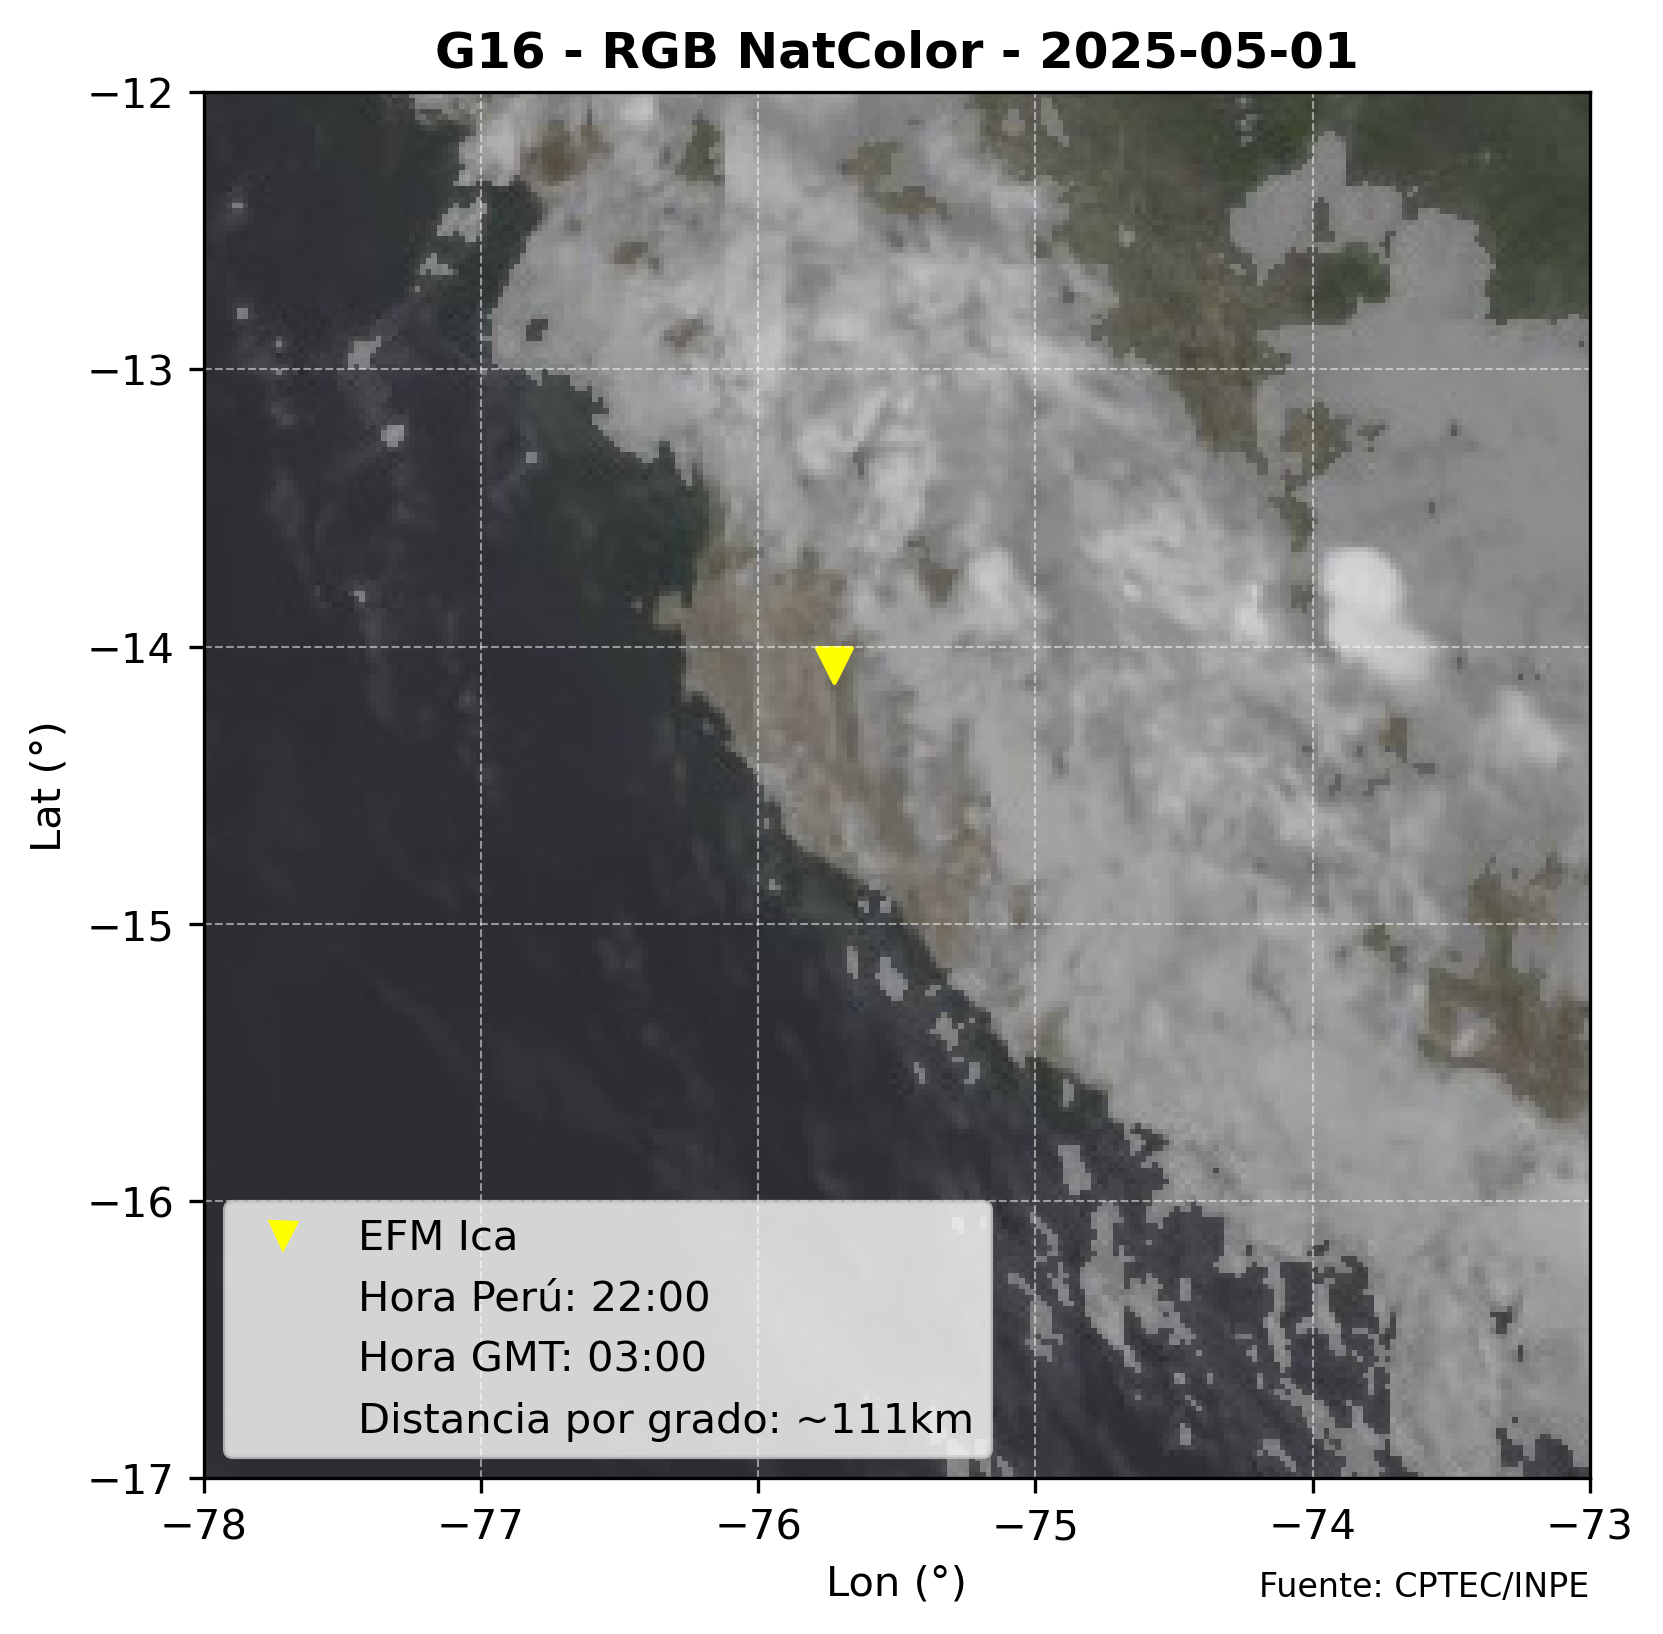 G16 - RGB NatColor - 2025-05-01
−12
−13
−14
−15
−16
−17
Lat (°)
EFM Ica
Hora Perú: 22:00
Hora GMT: 03:00
Distancia por grado: ~111km
−78
−77
−76
−75
−74
−73
Lon (°)
Fuente: CPTEC/INPE